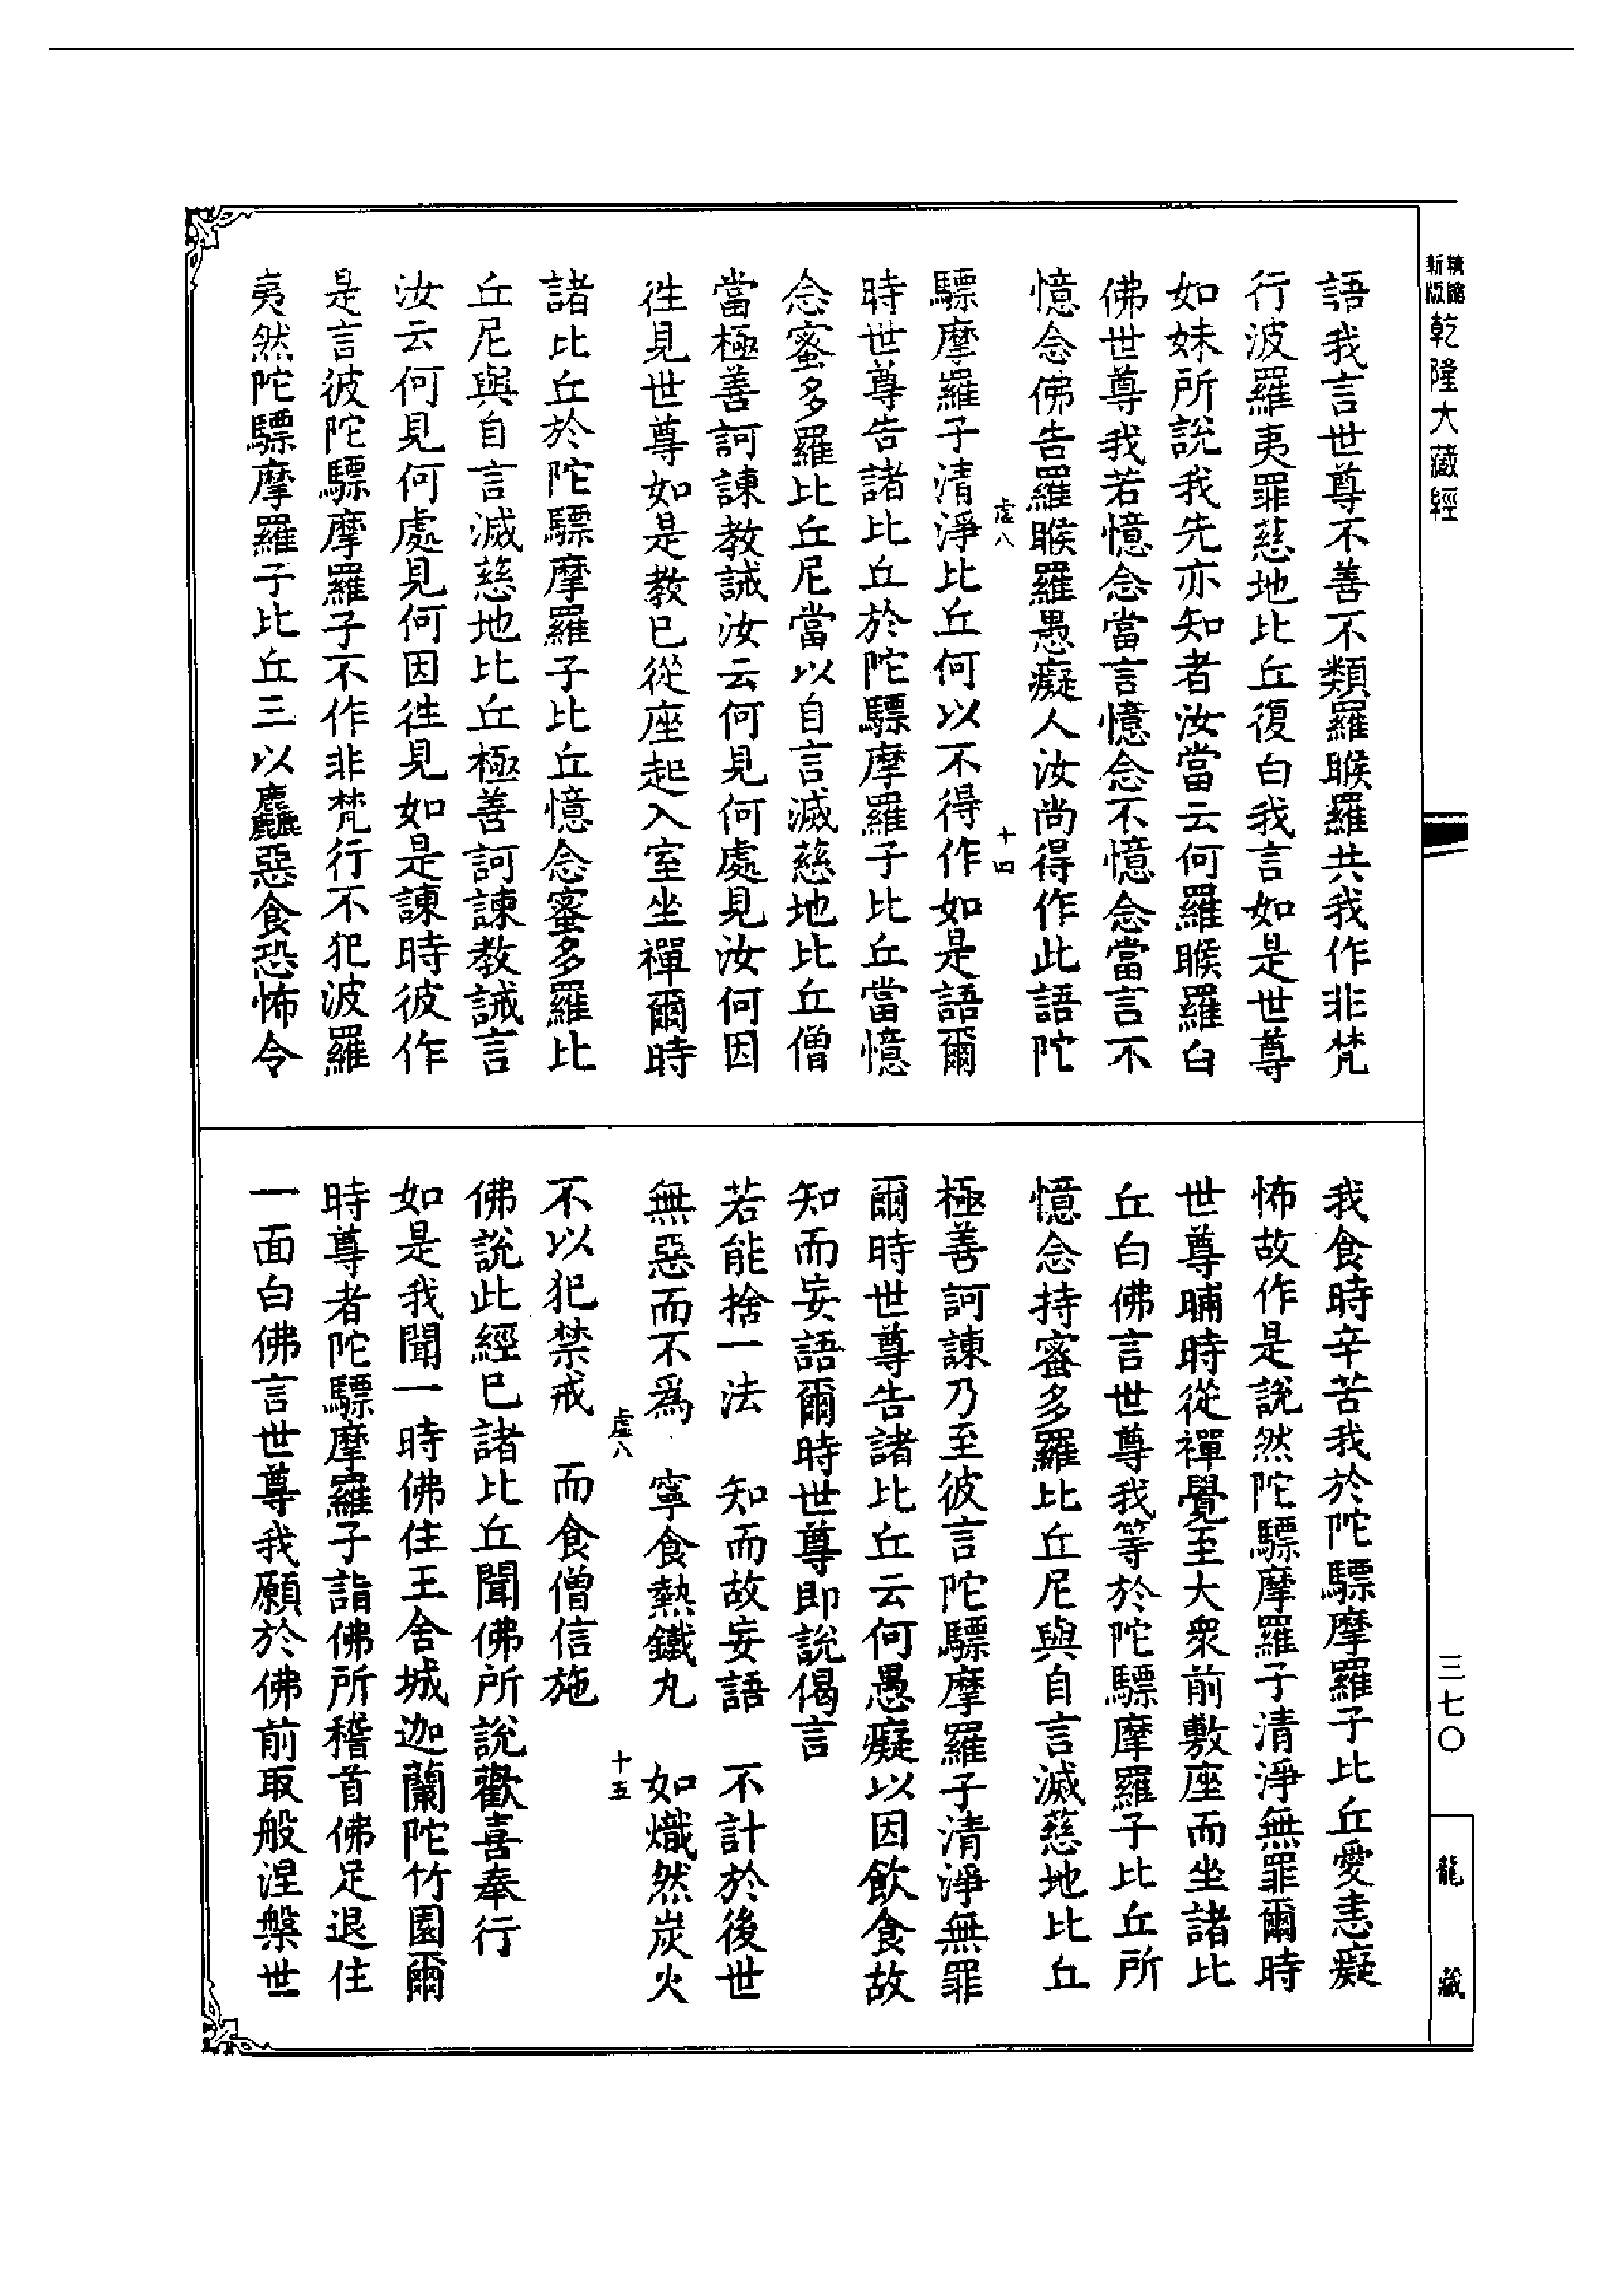 精縮
新版
乾隆大藏經
三七〇
龍藏
語我言世尊不善不類羅睺羅共我作非梵
行波羅夷罪慈地比丘復白我言如是世尊
如妹所說我先亦知者汝當云何羅睺羅白
佛世尊我若憶念當言憶念不憶念當言不
憶念佛告羅睺羅愚癡人汝尚得作此語陀
虛八
十四
驃摩羅子清淨比丘何以不得作如是語爾
時世尊告諸比丘於陀驃摩羅子比丘當憶
念蜜多羅比丘尼當以自言滅慈地比丘僧
當極善訶諫教誡汝云何見何處見汝何因
徃見世尊如是教已從座起入室坐禪爾時
諸比丘於陀驃摩羅子比丘憶念蜜多羅比
丘尼與自言滅慈地比丘極善訶諫教誡言
汝云何見何處見何因徃見如是諫時彼作
是言彼陀驃摩羅子不作非梵行不犯波羅
夷然陀驃摩羅子比丘三以麤惡食恐怖令
我食時辛苦我於陀驃摩羅子比丘愛恚癡
怖故作是說然陀驃摩羅子清淨無罪爾時
世尊晡時從禪覺至大衆前敷座而坐諸比
丘白佛言世尊我等於陀驃摩羅子比丘所
憶念持蜜多羅比丘尼與自言滅慈地比丘
極善訶諫乃至彼言陀驃摩羅子清淨無罪
爾時世尊告諸比丘云何愚癡以因飲食故
知而妄語爾時世尊即說偈言
若能捨一法　知而故妄語　不計於後世
無惡而不爲　寧食熱鐵丸　如熾然炭火
虛八
十五
不以犯禁戒　而食僧信施
佛說此經已諸比丘聞佛所說歡喜奉行
如是我聞一時佛住王舍城迦蘭陀竹園爾
時尊者陀驃摩羅子詣佛所稽首佛足退住
一面白佛言世尊我願於佛前取般涅槃世